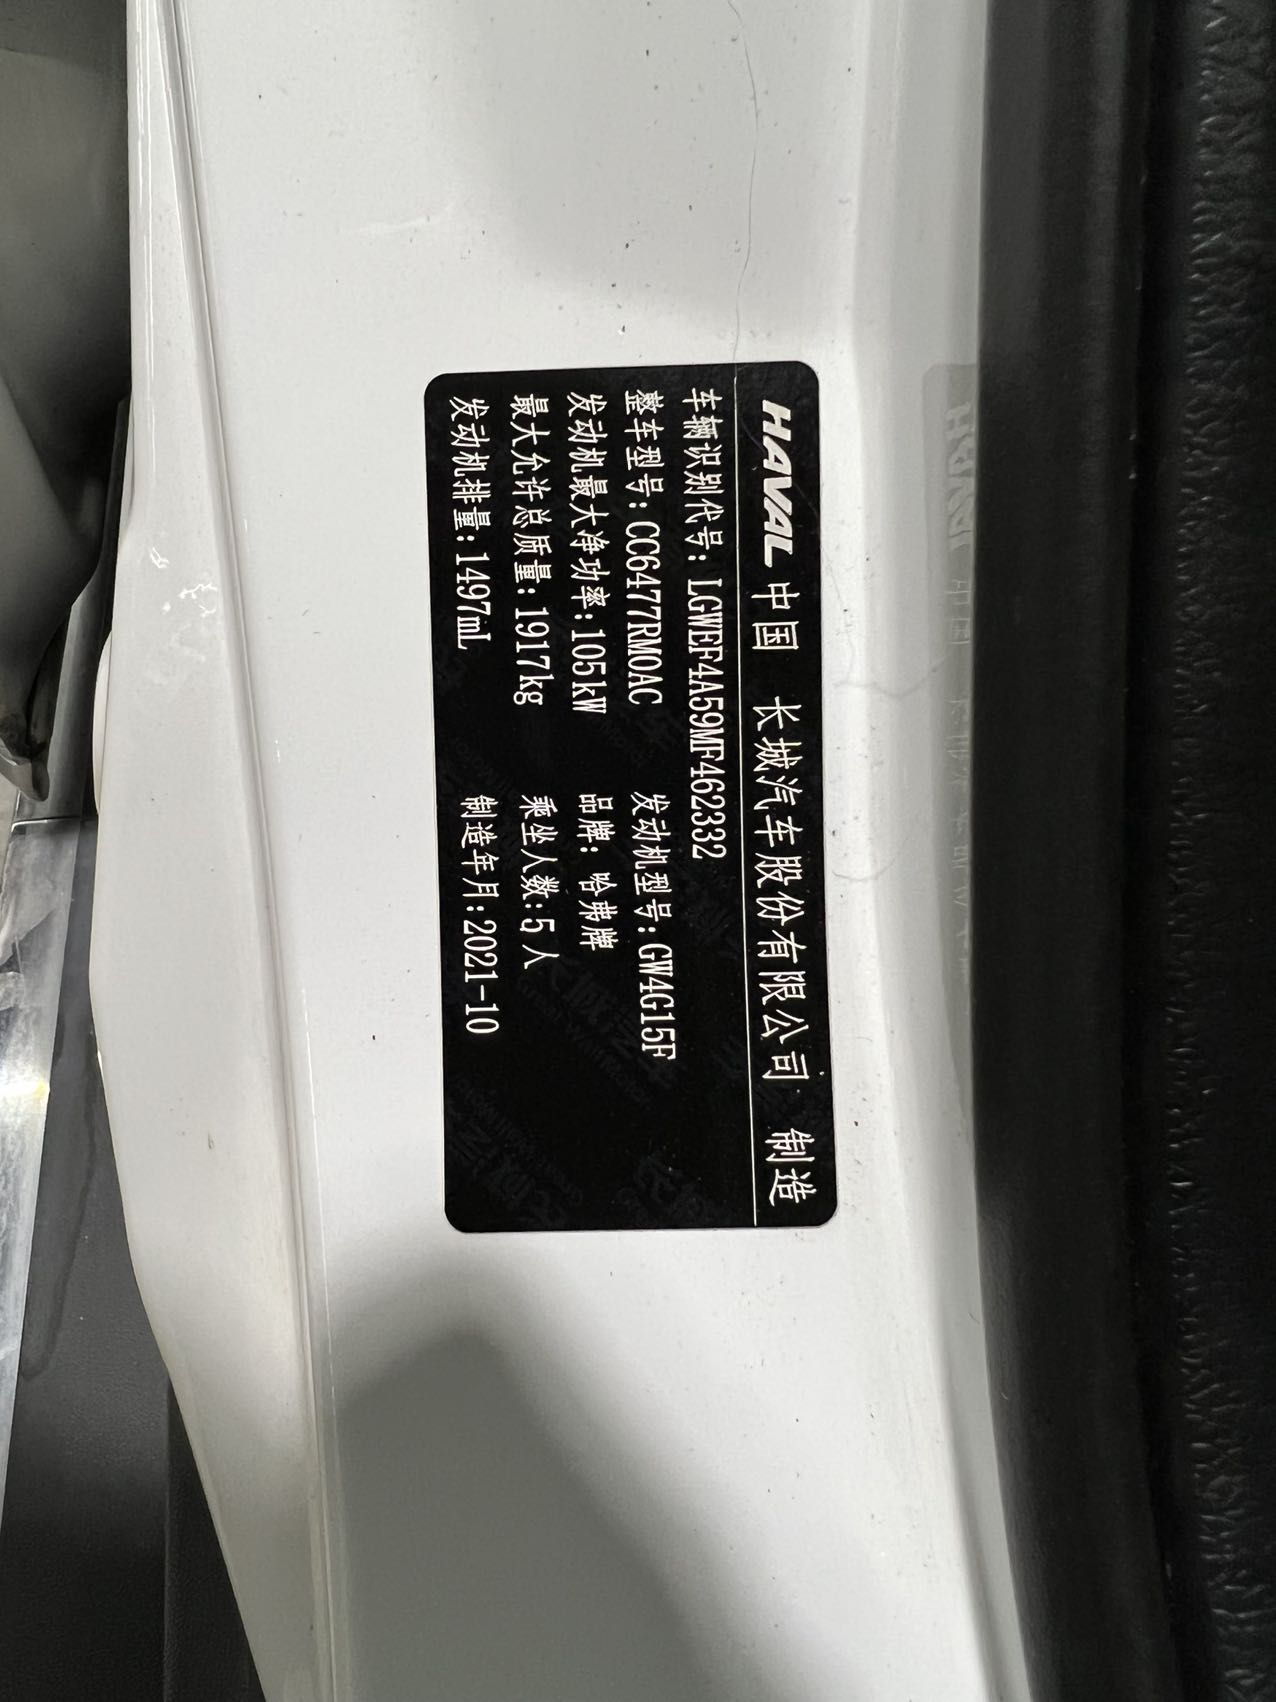 HAVAL 中国 长城汽车股份有限公司 制造
车辆识别代号：LGWEF4A59MF462332
整车型号：CC6477RM0AC 发动机型号：GW4G15F
发动机最大净功率：105kW 品牌：哈弗牌
最大允许总质量：1917kg 乘坐人数：5人
发动机排量：1497mL 制造年月：2021-10